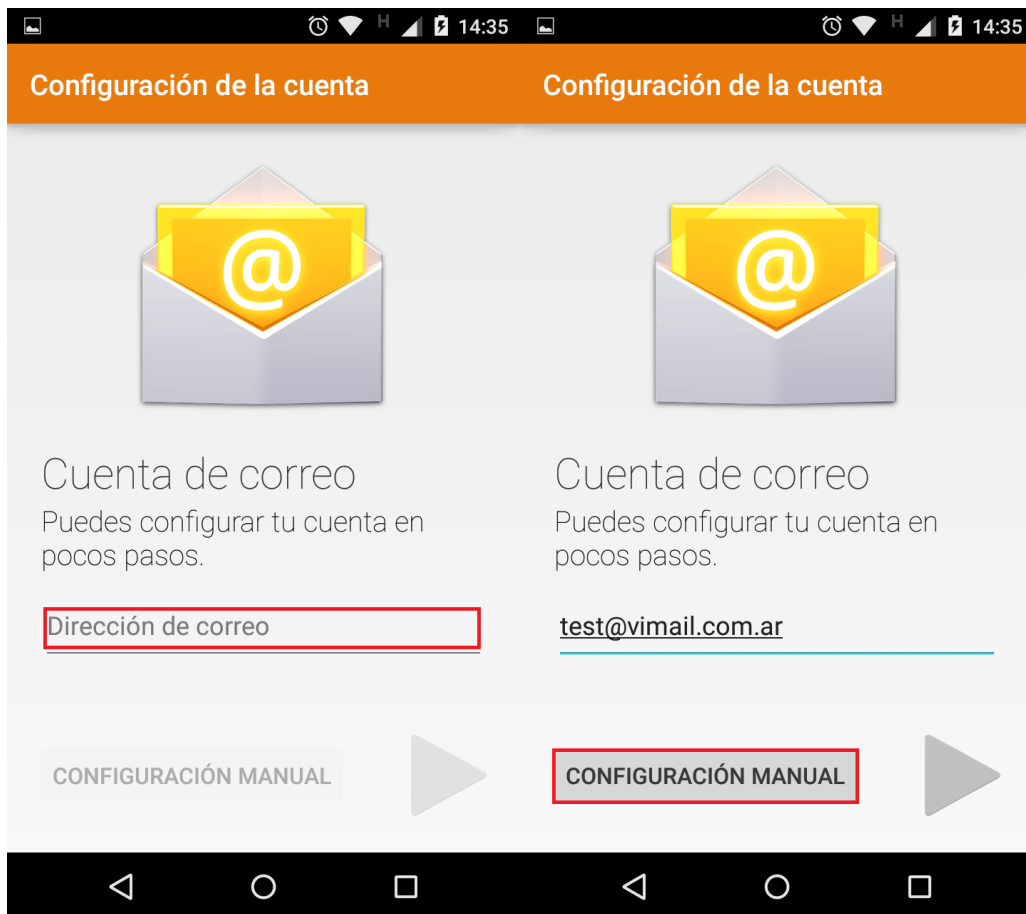 H 14:35
Configuración de la cuenta
@
Cuenta de correo
Puedes configurar tu cuenta en
pocos pasos.
Dirección de correo
CONFIGURACIÓN MANUAL
H 14:35
Configuración de la cuenta
@
Cuenta de correo
Puedes configurar tu cuenta en
pocos pasos.
test@vimail.com.ar
CONFIGURACIÓN MANUAL